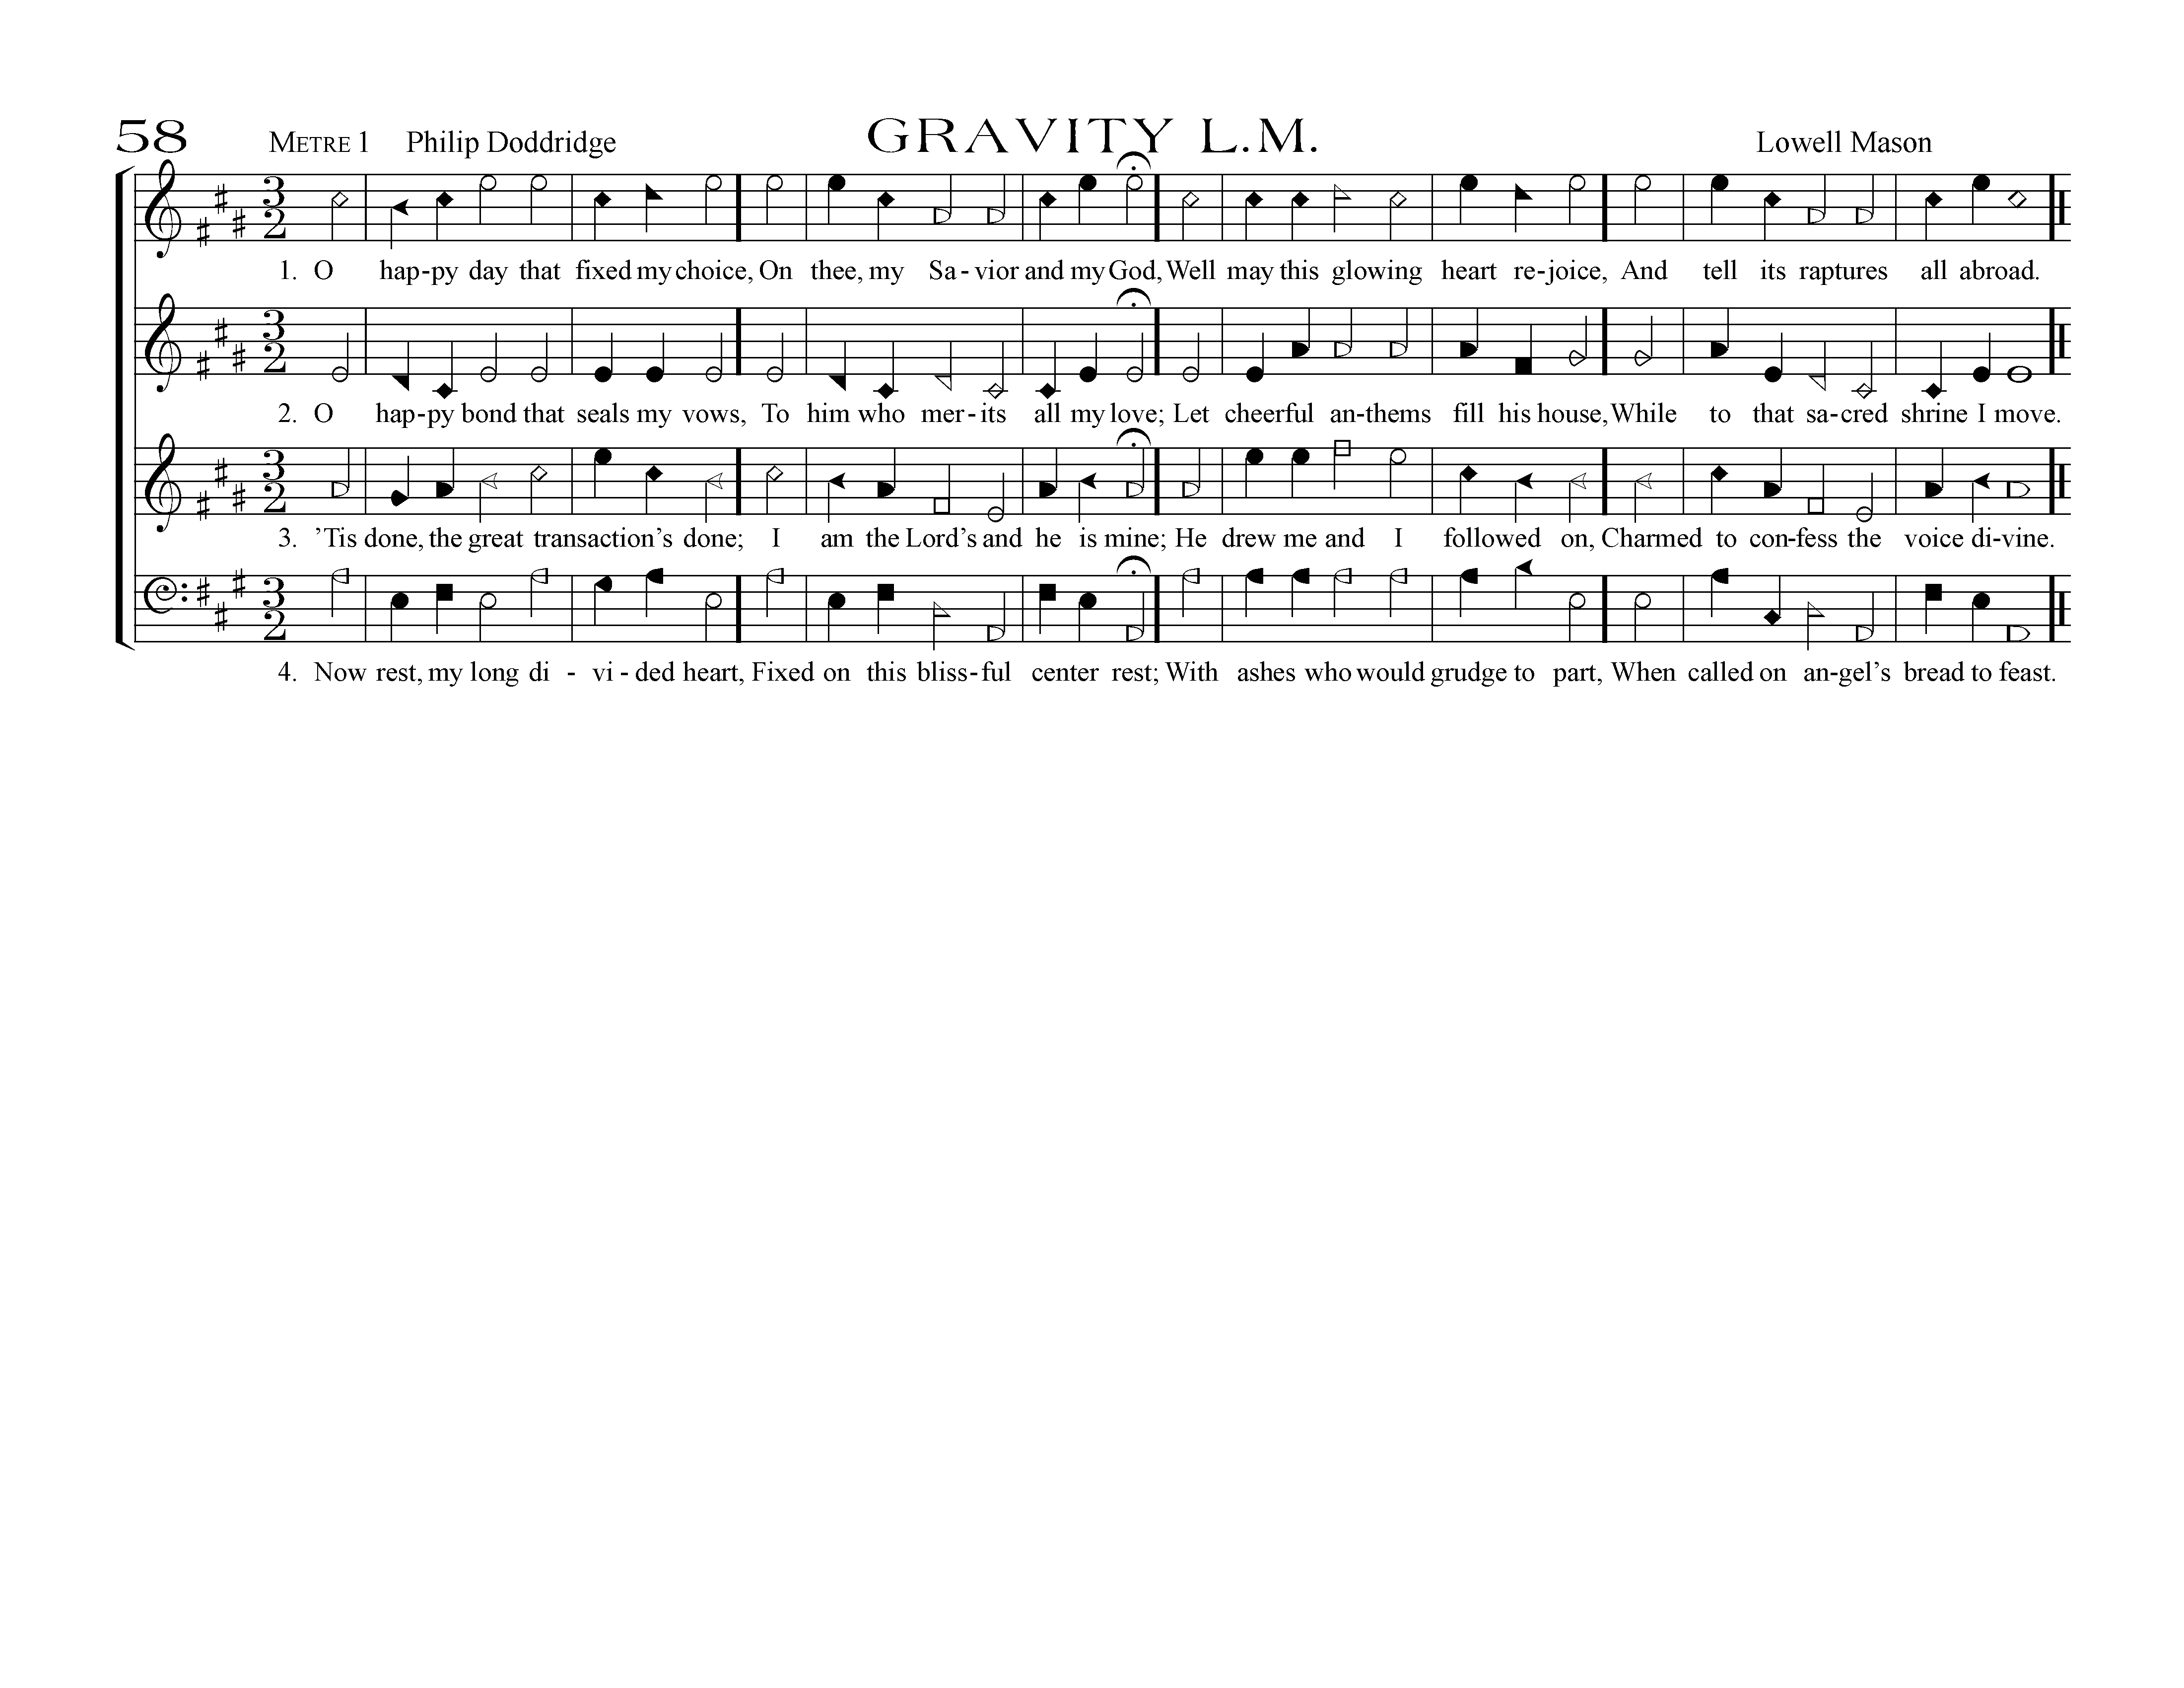 58 METRE 1 Philip Doddridge GRAVITY L.M. Lowell Mason
3 2
1. O hap-py day that fixed my choice, On thee, my Sa-vior and my God, Well may this glowing heart re-joice, And tell its raptures all abroad.
3 2
2. O hap-py bond that seals my vows, To him who mer-its all my love; Let cheerful an-thems fill his house, While to that sa-cred shrine I move.
3 2
3. ’Tis done, the great transaction’s done; I am the Lord’s and he is mine; He drew me and I followed on, Charmed to con-fess the voice di-vine.
3 2
4. Now rest, my long di - vi - ded heart, Fixed on this bliss-ful center rest; With ashes who would grudge to part, When called on an-gel’s bread to feast.